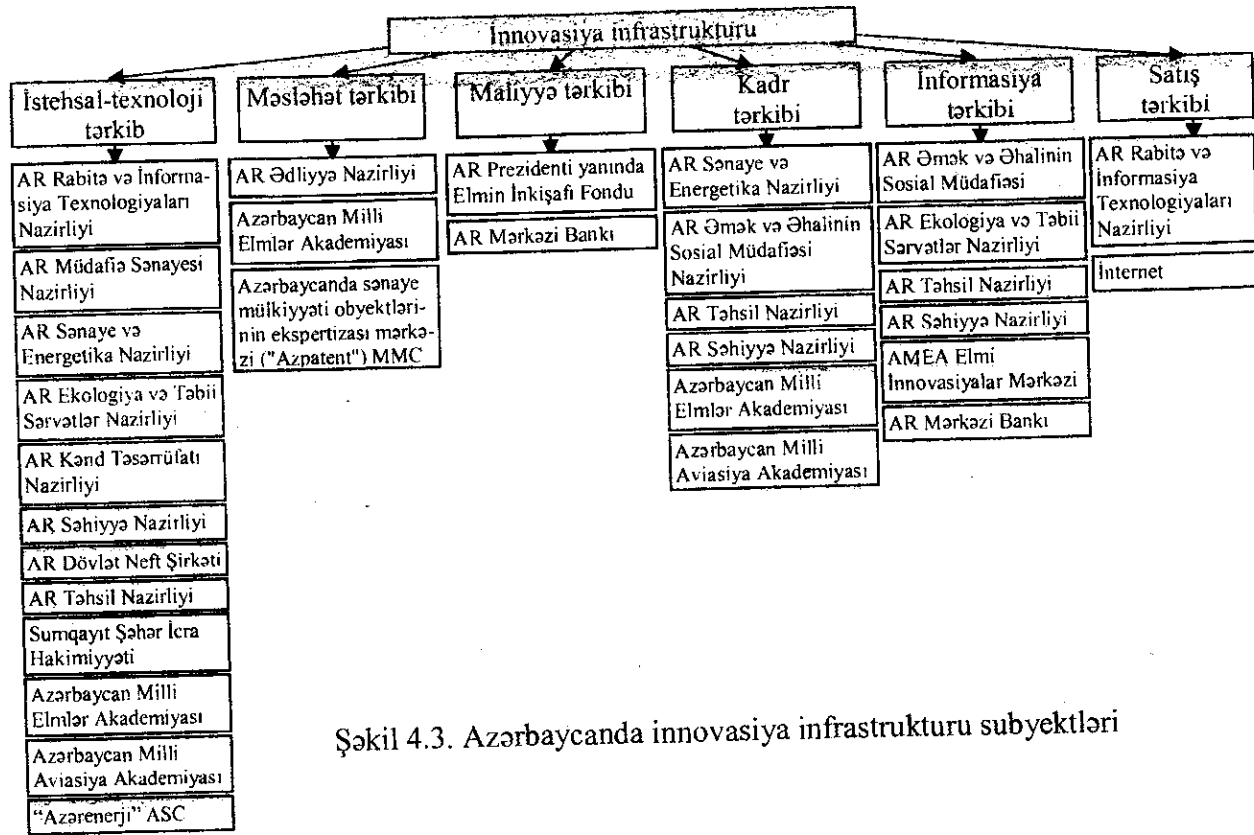 İnnovasiya infrastrukturu
İstehsal-texnoloji
tərkib
AR Rabitə və İnforma-
siya Texnologiyaları
Nazirliyi
AR Müdafiə Sənayesi
Nazirliyi
AR Sənaye və
Energetika Nazirliyi
AR Ekologiya və Təbii
Sərvətlər Nazirliyi
AR Kənd Təsərrüfatı
Nazirliyi
AR Səhiyyə Nazirliyi
AR Dövlət Neft Şirkəti
AR Təhsil Nazirliyi
Sumqayıt Şəhər İcra
Hakimiyyəti
Azərbaycan Milli
Elmlər Akademiyası
Azərbaycan Milli
Aviasiya Akademiyası
"Azərenerji" ASC
Məsləhət tərkibi
AR Ədliyyə Nazirliyi
Azərbaycan Milli
Elmlər Akademiyası
Azərbaycanda sənaye
mülkiyyəti obyektləri-
nin ekspertizası mərkə-
zi ("Azpatent") MMC
Maliyyə tərkibi
AR Prezidenti yanında
Elmin İnkişafı Fondu
AR Mərkəzi Bankı
Kadr
tərkibi
AR Sənaye və
Energetika Nazirliyi
AR Əmək və Əhalinin
Sosial Müdafiəsi
Nazirliyi
AR Təhsil Nazirliyi
AR Səhiyyə Nazirliyi
Azərbaycan Milli
Elmlər Akademiyası
Azərbaycan Milli
Aviasiya Akademiyası
İnformasiya
tərkibi
AR Əmək və Əhalinin
Sosial Müdafiəsi
AR Ekologiya və Təbii
Sərvətlər Nazirliyi
AR Təhsil Nazirliyi
AR Səhiyyə Nazirliyi
AMEA Elmi
İnnovasiyalar Mərkəzi
AR Mərkəzi Bankı
Satış
tərkibi
AR Rabitə və
İnformasiya
Texnologiyaları
Nazirliyi
İnternet
Şəkil 4.3. Azərbaycanda innovasiya infrastrukturu subyektləri